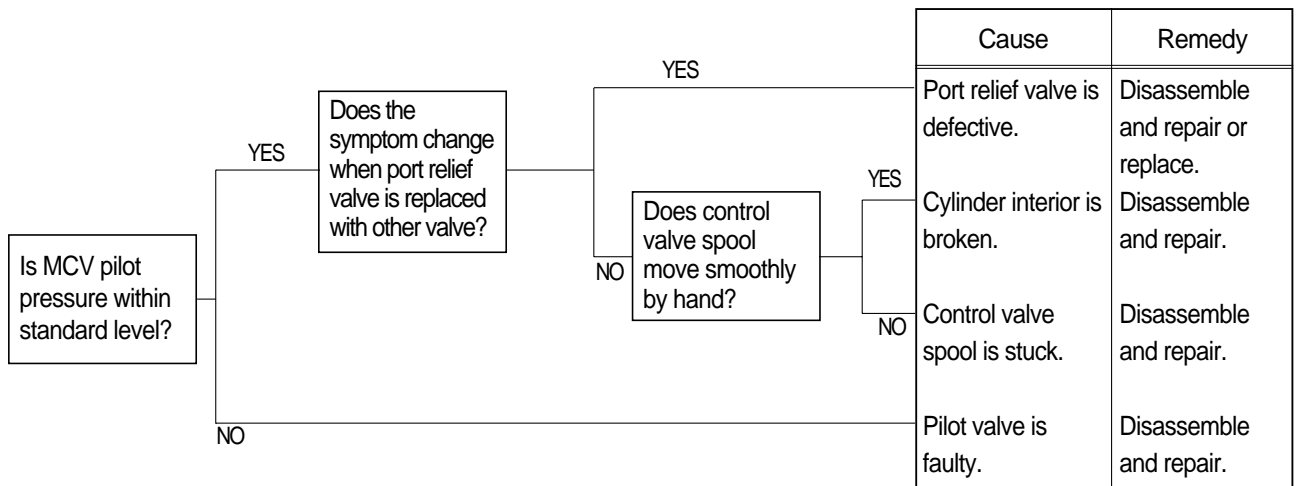 Is MCV pilot
pressure within
standard level?
YES
NO
Does the
symptom change
when port relief
valve is replaced
with other valve?
YES
NO
Does control
valve spool
move smoothly
by hand?
YES
NO
Cause
Remedy
Port relief valve is
defective.
Disassemble
and repair or
replace.
Cylinder interior is
broken.
Disassemble
and repair.
Control valve
spool is stuck.
Disassemble
and repair.
Pilot valve is
faulty.
Disassemble
and repair.